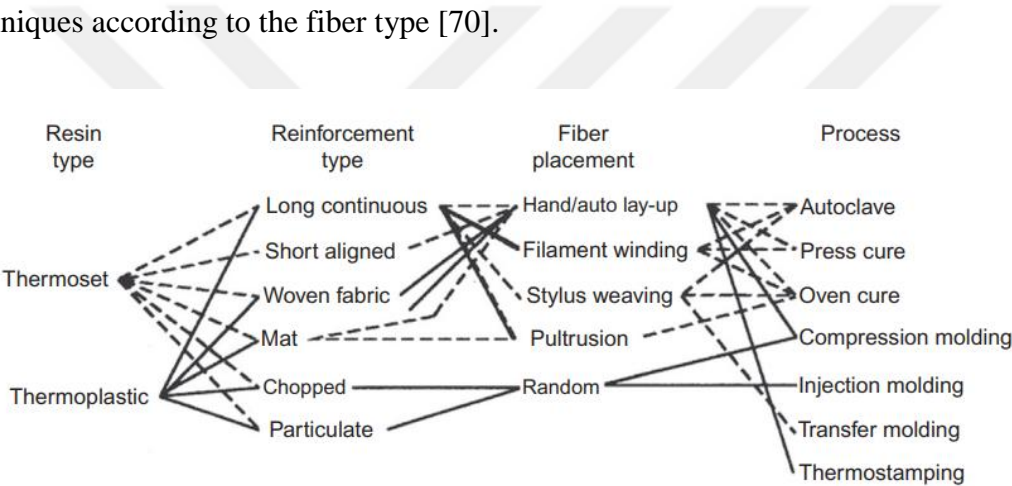 niques according to the fiber type [70].
Resin type
Reinforcement type
Fiber placement
Process
Long continuous
Hand/auto lay-up
Autoclave
Short aligned
Filament winding
Press cure
Thermoset
Woven fabric
Stylus weaving
Oven cure
Mat
Pultrusion
Compression molding
Thermoplastic
Chopped
Random
Injection molding
Particulate
Transfer molding
Thermostamping